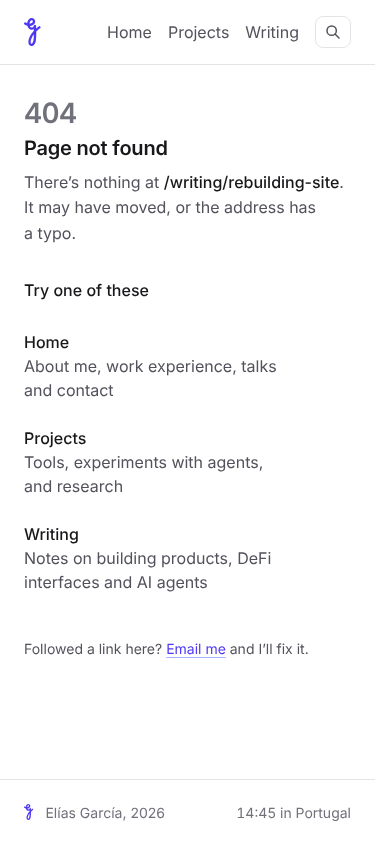 Home Projects Writing
404
Page not found
There’s nothing at /writing/rebuilding-site.
It may have moved, or the address has
a typo.
Try one of these
Home
About me, work experience, talks
and contact
Projects
Tools, experiments with agents,
and research
Writing
Notes on building products, DeFi
interfaces and AI agents
Followed a link here? Email me and I’ll fix it.
Elías García, 2026 14:45 in Portugal